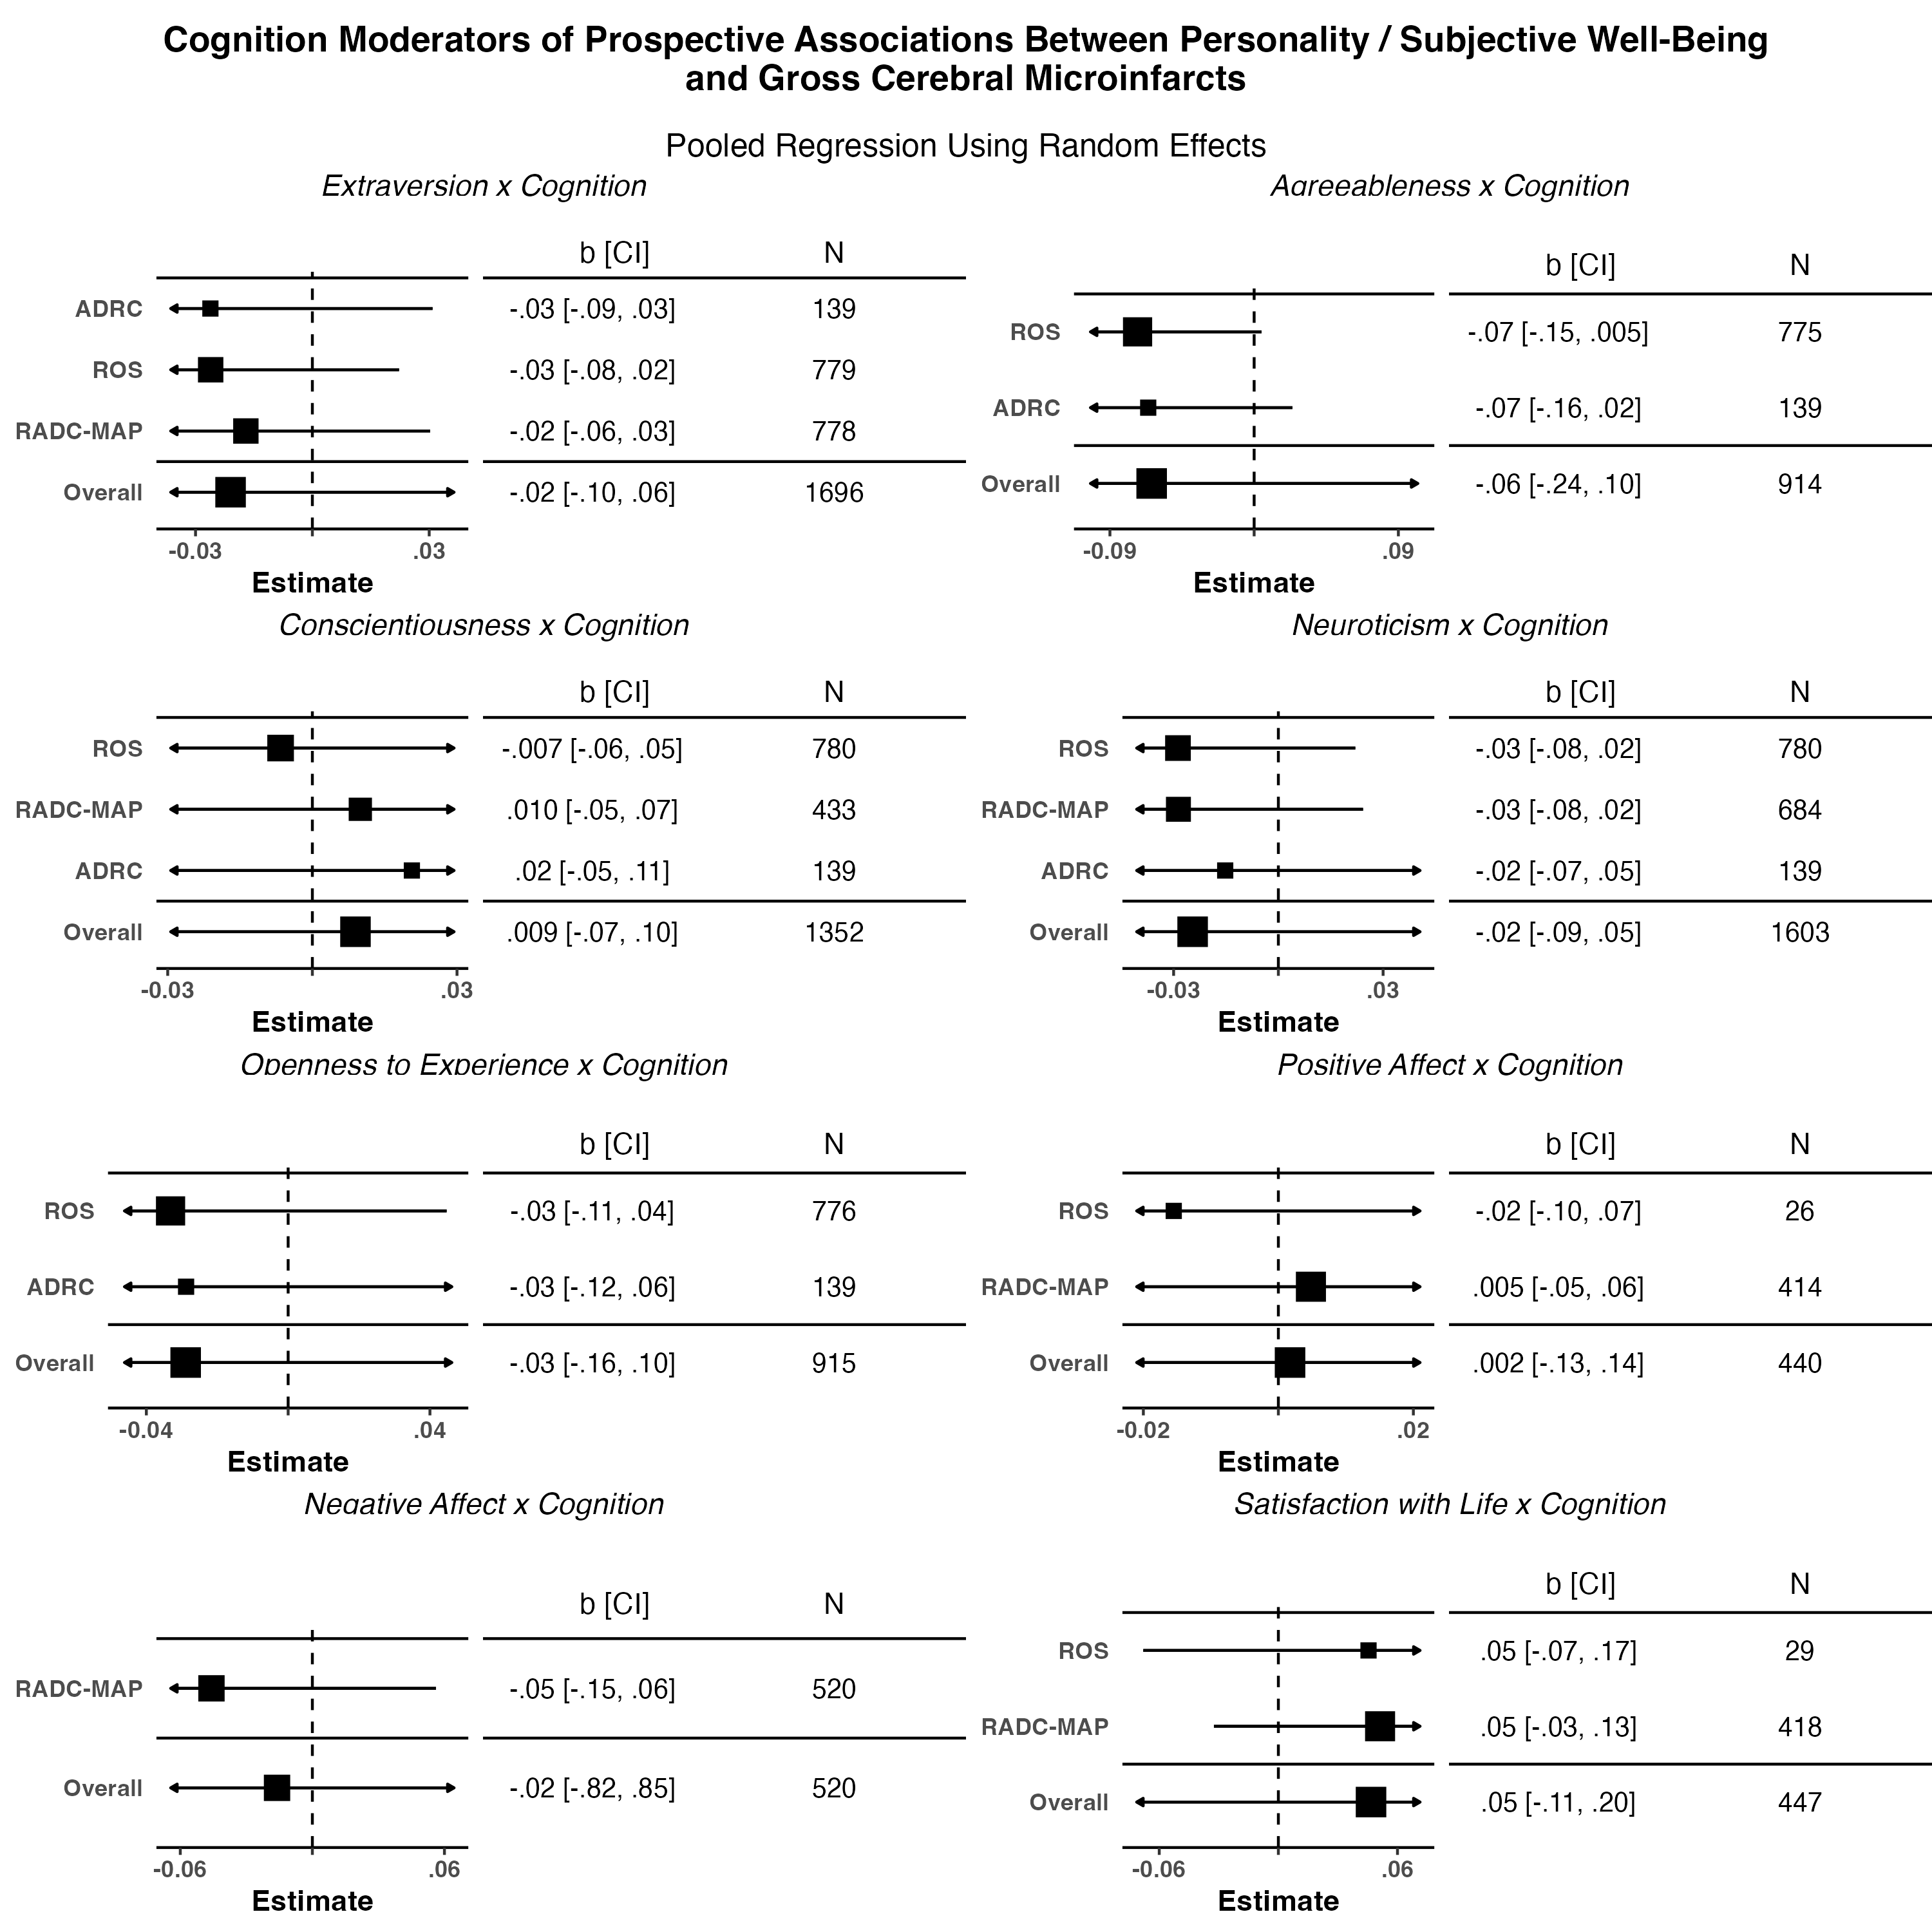 Cognition Moderators of Prospective Associations Between Personality / Subjective Well-Being
and Gross Cerebral Microinfarcts
Pooled Regression Using Random Effects
Extraversion x Cognition
b [CI] N
ADRC -.03 [-.09, .03] 139
ROS -.03 [-.08, .02] 779
RADC-MAP -.02 [-.06, .03] 778
Overall -.02 [-.10, .06] 1696
-0.03 .03
Estimate
Agreeableness x Cognition
b [CI] N
ROS -.07 [-.15, .005] 775
ADRC -.07 [-.16, .02] 139
Overall -.06 [-.24, .10] 914
-0.09 .09
Estimate
Conscientiousness x Cognition
b [CI] N
ROS -.007 [-.06, .05] 780
RADC-MAP .010 [-.05, .07] 433
ADRC .02 [-.05, .11] 139
Overall .009 [-.07, .10] 1352
-0.03 .03
Estimate
Neuroticism x Cognition
b [CI] N
ROS -.03 [-.08, .02] 780
RADC-MAP -.03 [-.08, .02] 684
ADRC -.02 [-.07, .05] 139
Overall -.02 [-.09, .05] 1603
-0.03 .03
Estimate
Openness to Experience x Cognition
b [CI] N
ROS -.03 [-.11, .04] 776
ADRC -.03 [-.12, .06] 139
Overall -.03 [-.16, .10] 915
-0.04 .04
Estimate
Positive Affect x Cognition
b [CI] N
ROS -.02 [-.10, .07] 26
RADC-MAP .005 [-.05, .06] 414
Overall .002 [-.13, .14] 440
-0.02 .02
Estimate
Negative Affect x Cognition
b [CI] N
RADC-MAP -.05 [-.15, .06] 520
Overall -.02 [-.82, .85] 520
-0.06 .06
Estimate
Satisfaction with Life x Cognition
b [CI] N
ROS .05 [-.07, .17] 29
RADC-MAP .05 [-.03, .13] 418
Overall .05 [-.11, .20] 447
-0.06 .06
Estimate